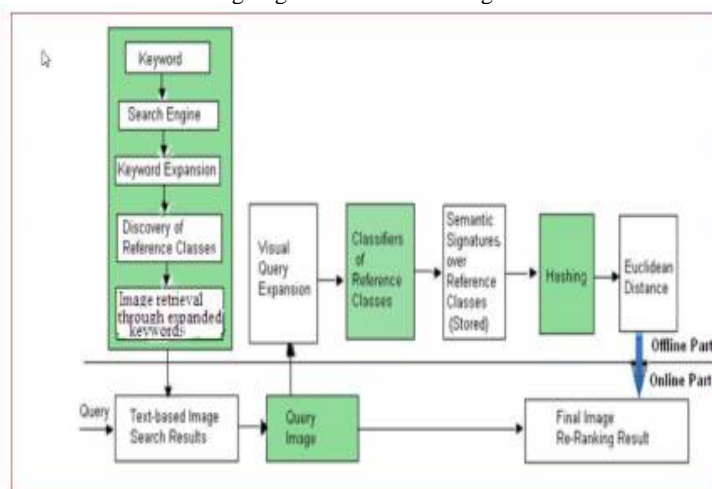 Keyword
Search Engine
Keyword Expansion
Discovery of
Reference Classes
Image retrieval
through expanded
keywords
Visual
Query
Expansion
Classifiers
of
Reference
Classes
Semantic
Signatures
over
Reference
Classes
(Stored)
Hashing
Euclidean
Distance
Offline Part
Online Part
Query
Text-based Image
Search Results
Query
Image
Final Image
Re-Ranking Result